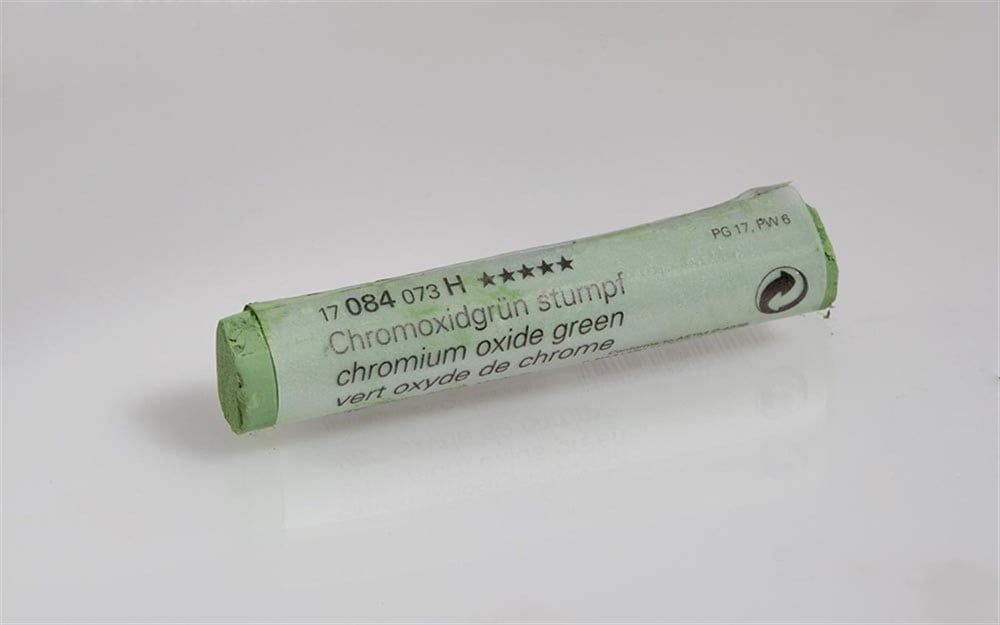 17 084 073 H ★★★★★
PG 17, PW 6
Chromoxidgrün stumpf
chromium oxide green
vert oxyde de chrome